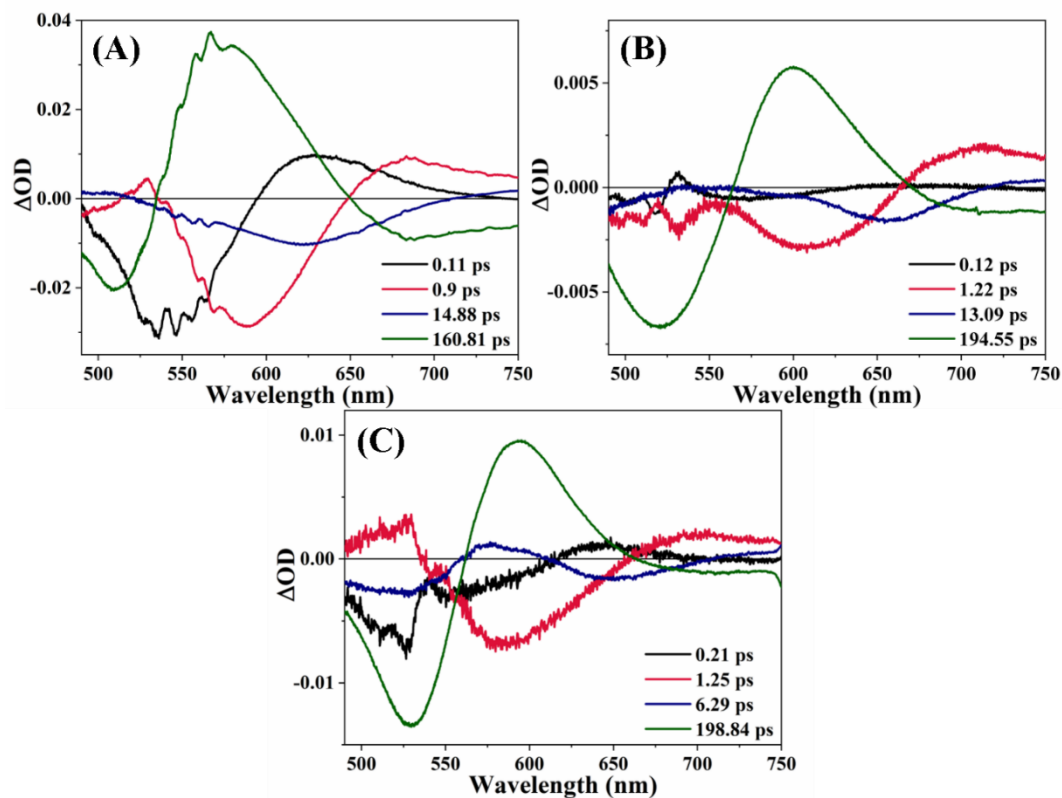 (A)
ΔOD
0.04
0.02
0.00
-0.02
0.11 ps
0.9 ps
14.88 ps
160.81 ps
500 550 600 650 700 750
Wavelength (nm)
(B)
ΔOD
0.005
0.000
-0.005
0.12 ps
1.22 ps
13.09 ps
194.55 ps
500 550 600 650 700 750
Wavelength (nm)
(C)
ΔOD
0.01
0.00
-0.01
0.21 ps
1.25 ps
6.29 ps
198.84 ps
500 550 600 650 700 750
Wavelength (nm)